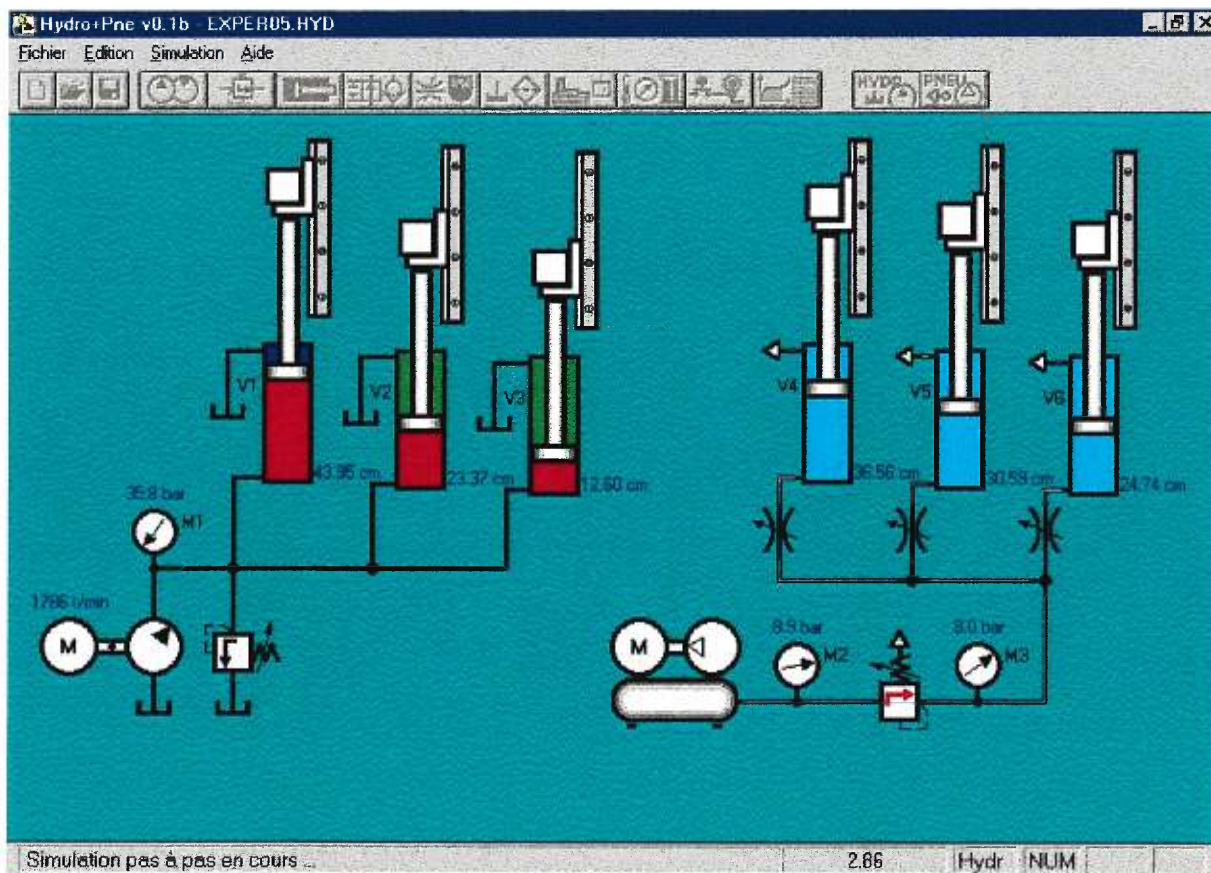 Hydro+Pne v0.1b - EXPER05.HYD
Fichier Edition Simulation Aide
HYDR PNEU
V1
V2
V3
V4
V5
V6
43.95 cm
23.37 cm
12.60 cm
36.56 cm
30.59 cm
24.74 cm
35.8 bar
M1
1786 t/min
M
M
8.9 bar
M2
8.0 bar
M3
Simulation pas à pas en cours ... 2.86 Hydr NUM